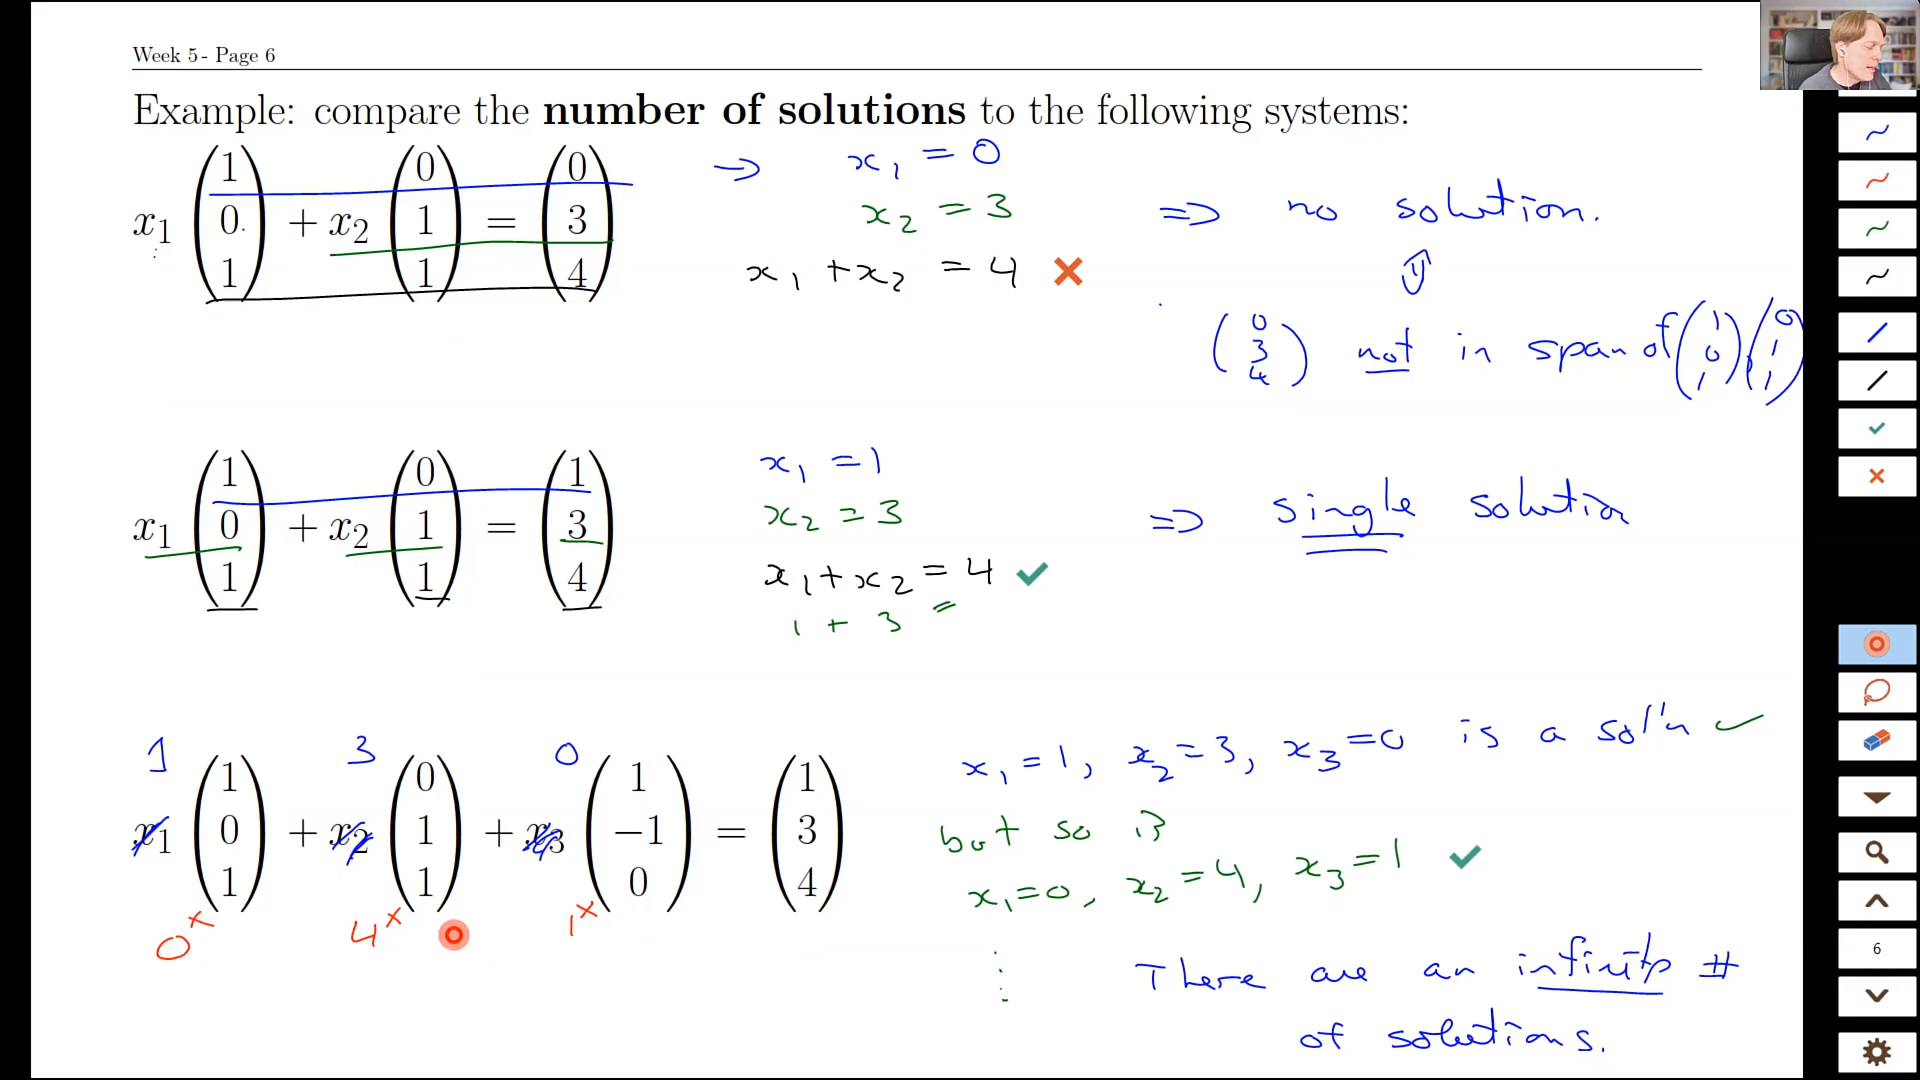 Week 5 - Page 6
Example: compare the number of solutions to the following systems:
x₁ (1 0 1) + x₂ (0 1 1) = (0 3 4)
→ x₁ = 0
x₂ = 3
x₁ + x₂ = 4 ✕
⇒ no solution.
⇕
(0 3 4) not in span of (1 0 1), (0 1 1)
x₁ (1 0 1) + x₂ (0 1 1) = (1 3 4)
x₁ = 1
x₂ = 3
x₁ + x₂ = 4 ✓
1 + 3 =
⇒ single solution
1 3 0
x₁ (1 0 1) + x₂ (0 1 1) + x₃ (1 −1 0) = (1 3 4)
0× 4× 1×
x₁ = 1, x₂ = 3, x₃ = 0 is a sol'n ✓
but so is
x₁ = 0, x₂ = 4, x₃ = 1 ✓
⋮
There are an infinite #
of solutions.
6